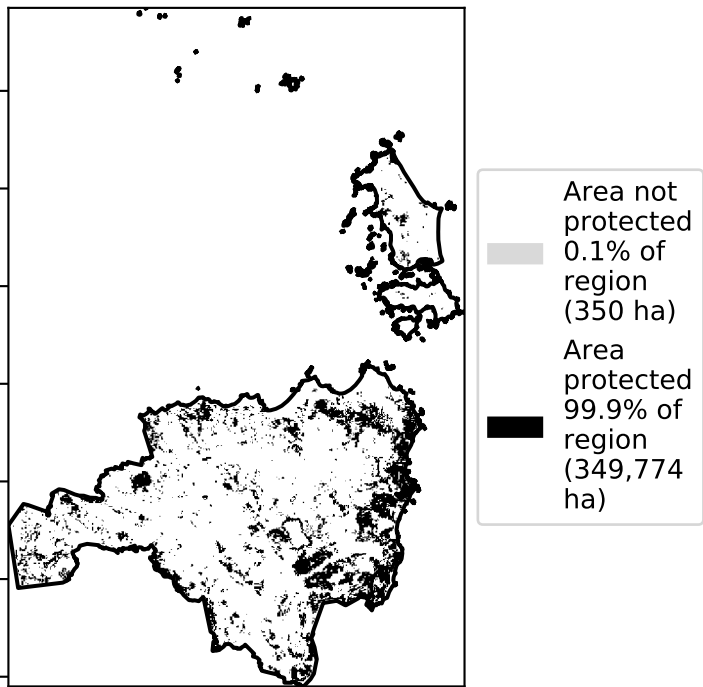 Area not
protected
0.1% of
region
(350 ha)
Area
protected
99.9% of
region
(349,774
ha)